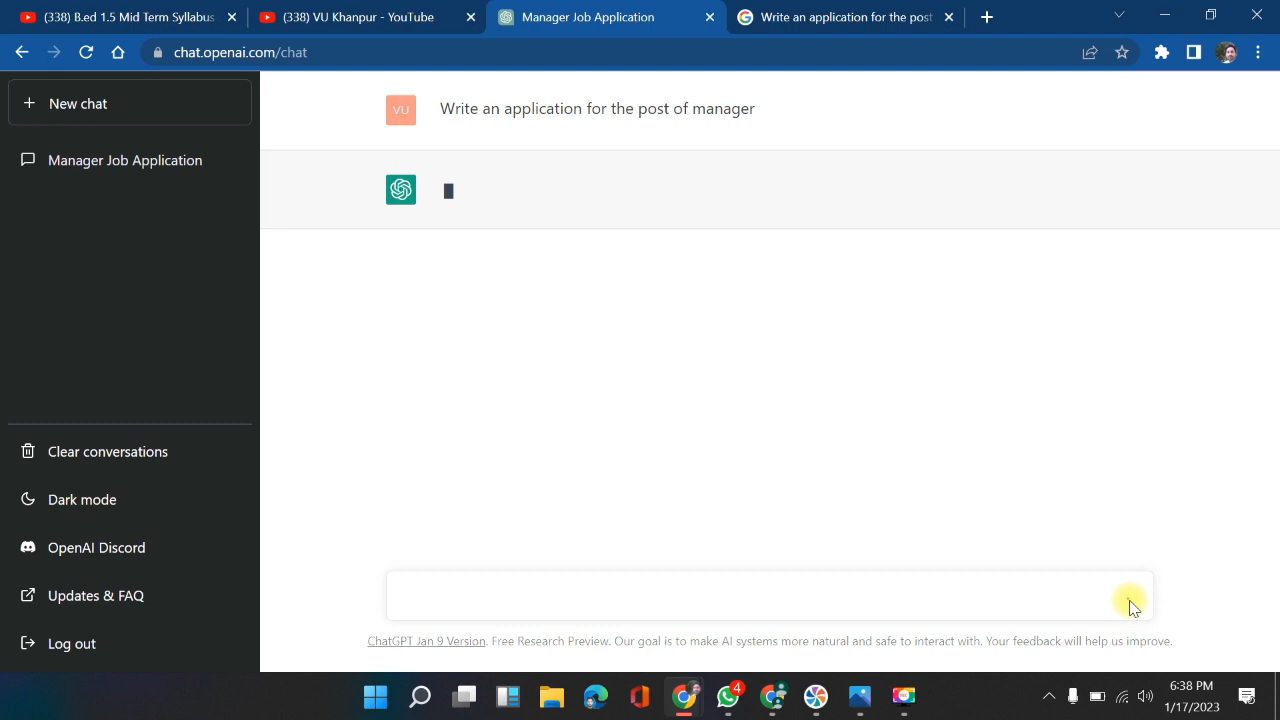 (338) B.ed 1.5 Mid Term Syllabus
(338) VU Khanpur - YouTube
Manager Job Application
Write an application for the post
chat.openai.com/chat
New chat
Manager Job Application
VU
Write an application for the post of manager
Clear conversations
Dark mode
OpenAI Discord
Updates & FAQ
Log out
ChatGPT Jan 9 Version. Free Research Preview. Our goal is to make AI systems more natural and safe to interact with. Your feedback will help us improve.
4
6:38 PM
1/17/2023